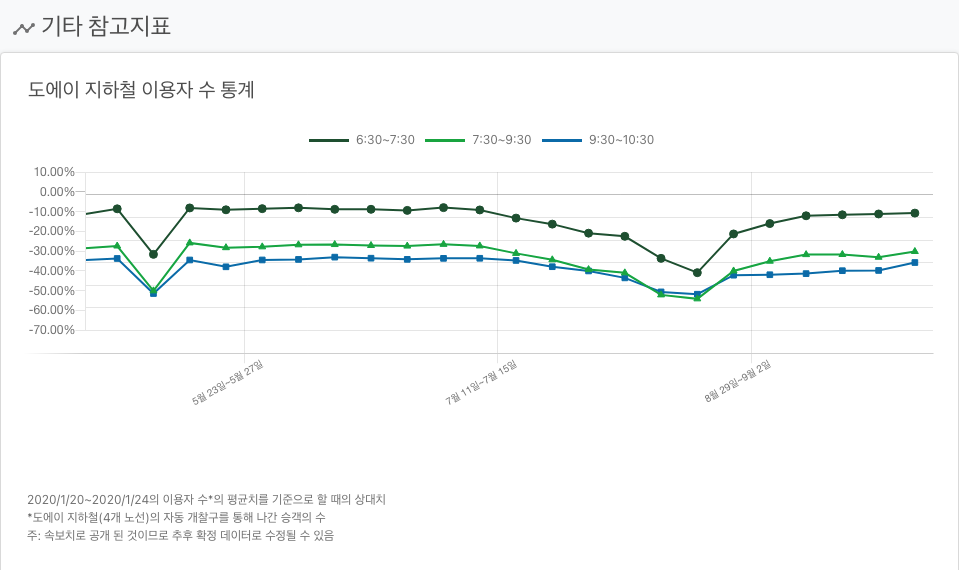 기타 참고지표
도에이 지하철 이용자 수 통계
6:30~7:30 7:30~9:30 9:30~10:30
10.00%
0.00%
-10.00%
-20.00%
-30.00%
-40.00%
-50.00%
-60.00%
-70.00%
5월 23일~5월 27일
7월 11일~7월 15일
8월 29일~9월 2일
2020/1/20~2020/1/24의 이용자 수*의 평균치를 기준으로 할 때의 상대치
*도에이 지하철(4개 노선)의 자동 개찰구를 통해 나간 승객의 수
주: 속보치로 공개 된 것이므로 추후 확정 데이터로 수정될 수 있음